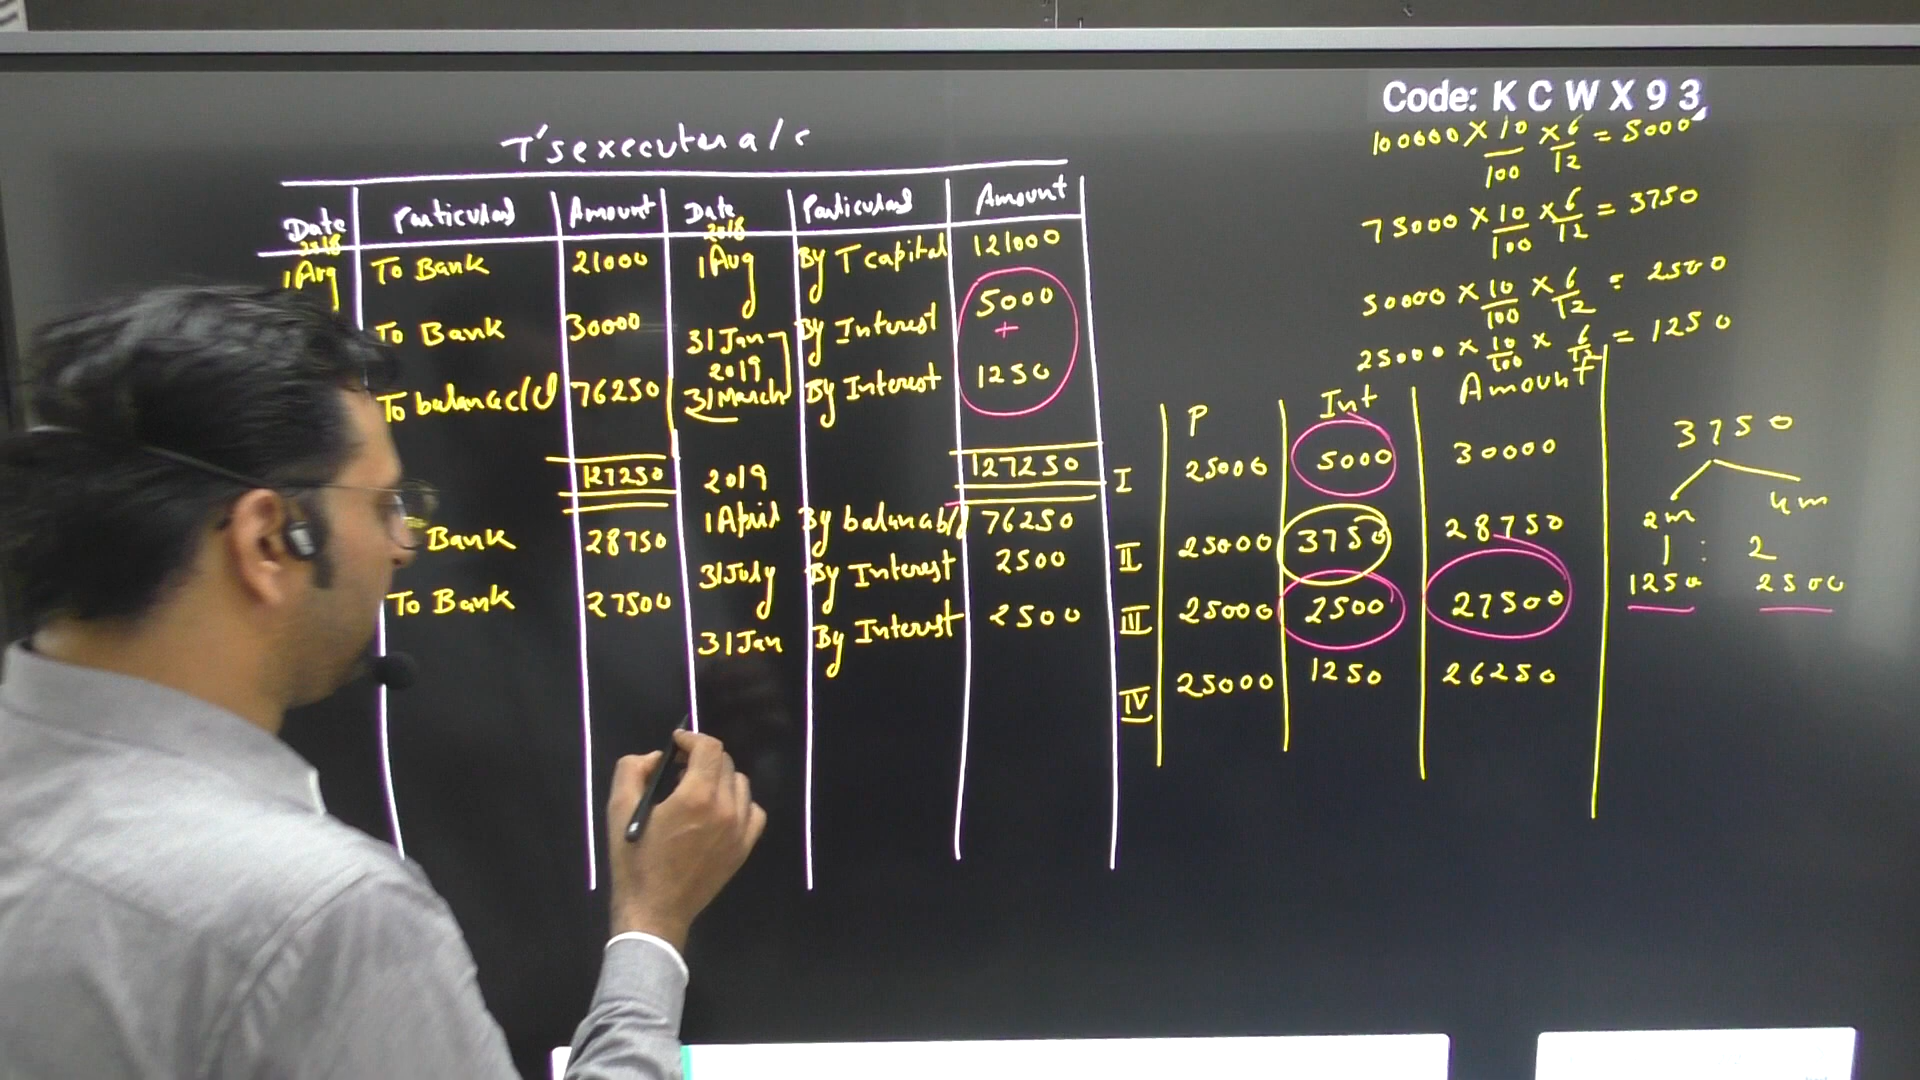 Code: K C W X 9 3
T's executer a/c
Date Particulars Amount Date Particulars Amount
2018 2018
1 Aug To Bank 21000 1 Aug By T capital 121000
To Bank 30000 31 Jan By Interest 5000
+
2019
To balance c/d 76250 31 March By Interest 1250
127250 127250
2019
Bank 28750 1 April By balance b/d 76250
31 July By Interest 2500
To Bank 27500 31 Jan By Interest 2500
100000 × 10/100 × 6/12 = 5000
75000 × 10/100 × 6/12 = 3750
50000 × 10/100 × 6/12 = 2500
25000 × 10/100 × 6/12 = 1250
P Int Amount
I 25000 5000 30000
II 25000 3750 28750
III 25000 2500 27500
IV 25000 1250 26250
3750
2m 4m
1 : 2
1250 2500